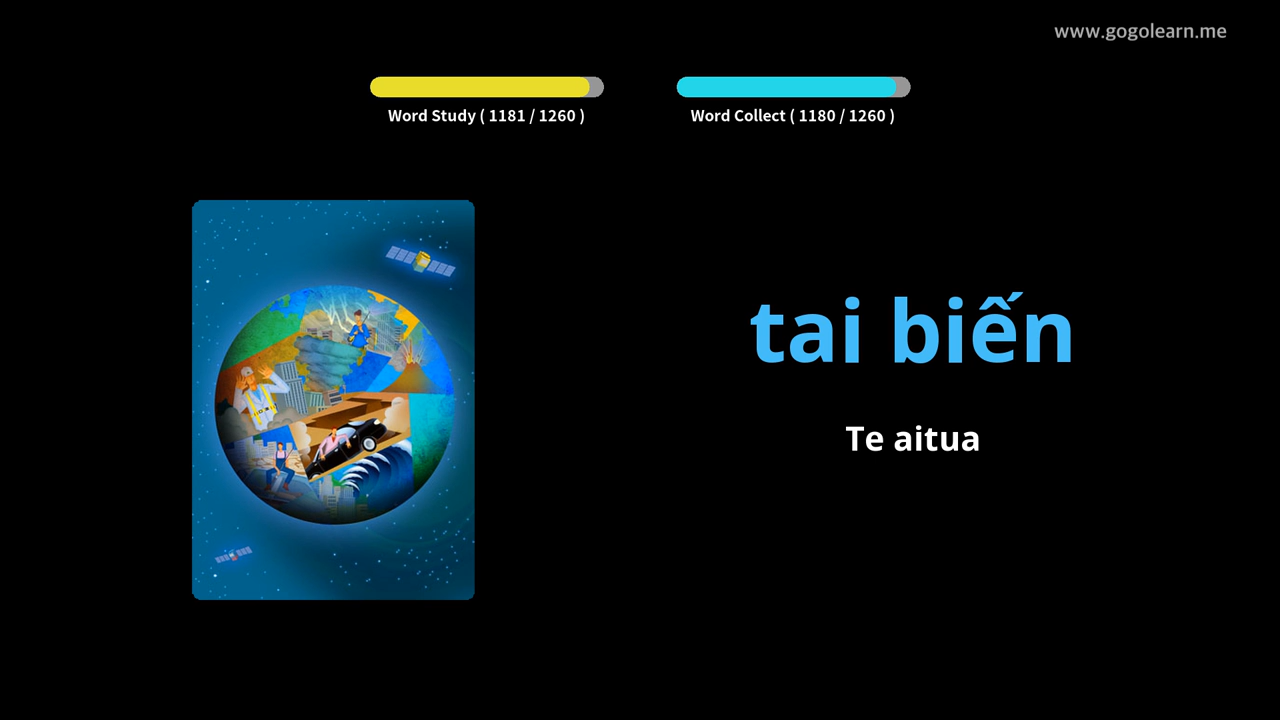 www.gogolearn.me
Word Study ( 1181 / 1260 )
Word Collect ( 1180 / 1260 )
tai biến
Te aitua